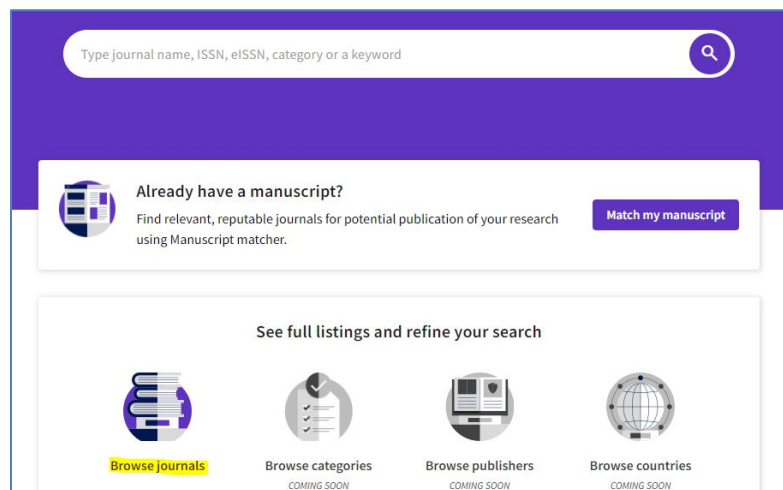 Type journal name, ISSN, eISSN, category or a keyword
Already have a manuscript?
Find relevant, reputable journals for potential publication of your research
using Manuscript matcher.
Match my manuscript
See full listings and refine your search
Browse journals
Browse categories
COMING SOON
Browse publishers
COMING SOON
Browse countries
COMING SOON